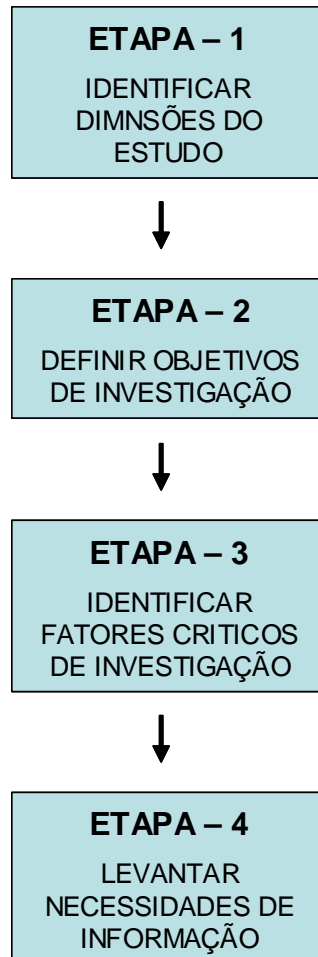 ETAPA – 1
IDENTIFICAR
DIMNSÕES DO
ESTUDO
ETAPA – 2
DEFINIR OBJETIVOS
DE INVESTIGAÇÃO
ETAPA – 3
IDENTIFICAR
FATORES CRITICOS
DE INVESTIGAÇÃO
ETAPA – 4
LEVANTAR
NECESSIDADES DE
INFORMAÇÃO